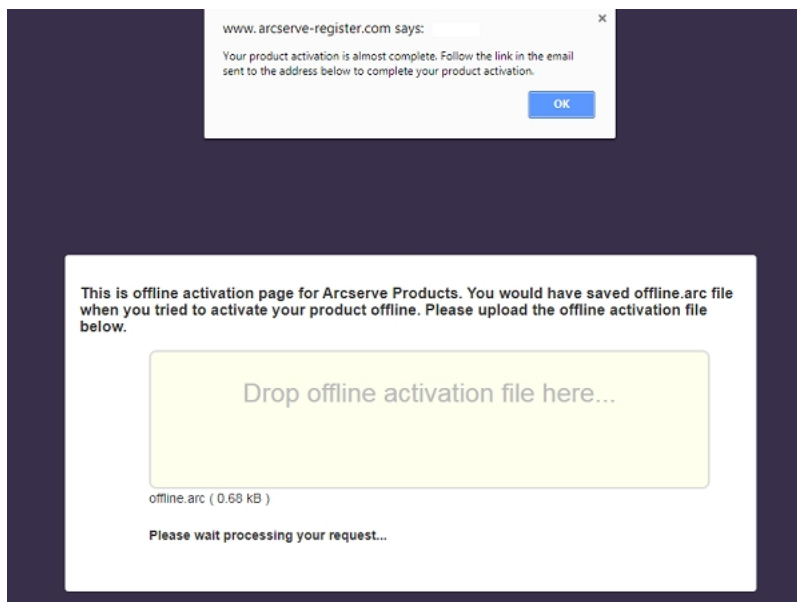 www.arcserve-register.com says:
×
Your product activation is almost complete. Follow the link in the email
sent to the address below to complete your product activation.
OK
This is offline activation page for Arcserve Products. You would have saved offline.arc file
when you tried to activate your product offline. Please upload the offline activation file
below.
Drop offline activation file here...
offline.arc ( 0.68 kB )
Please wait processing your request...